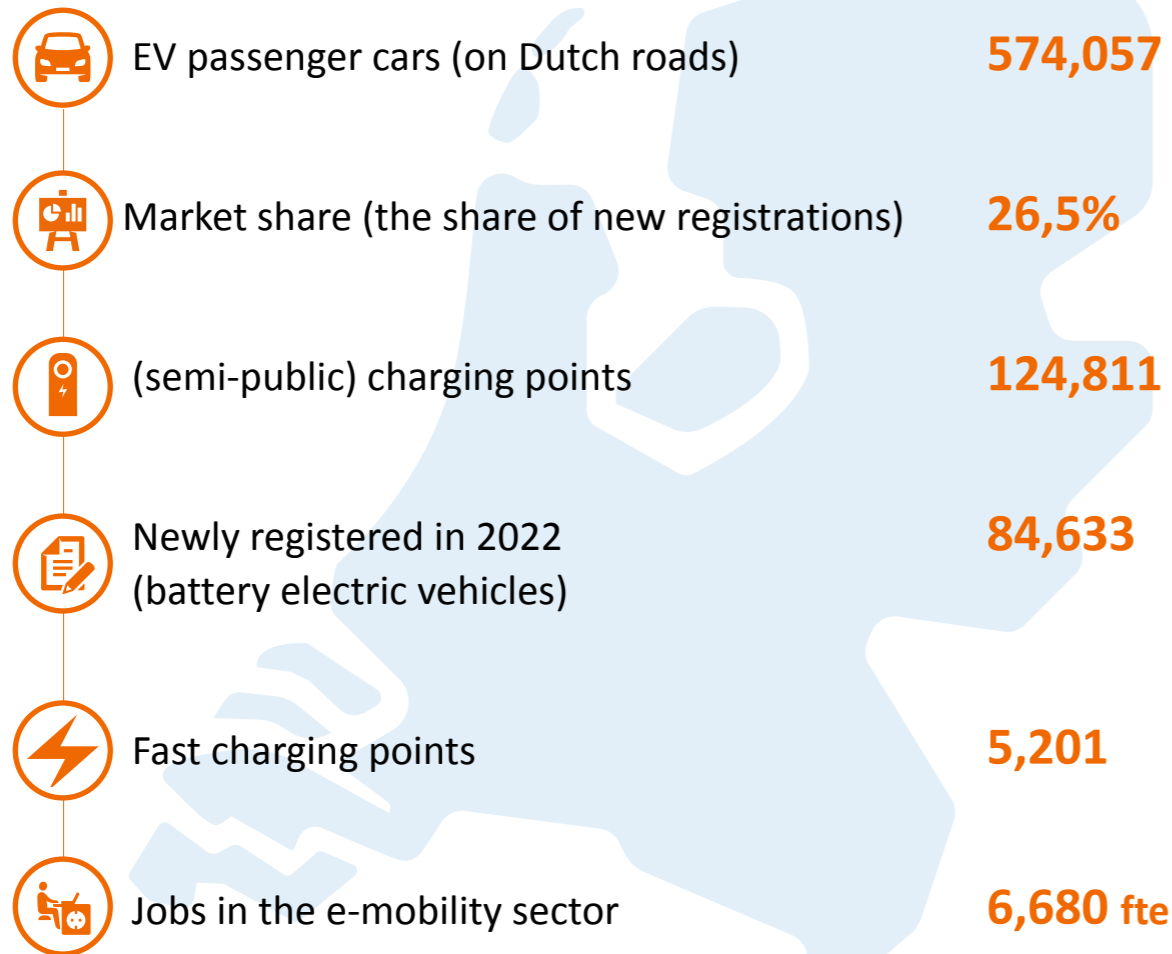 EV passenger cars (on Dutch roads) 574,057
Market share (the share of new registrations) 26,5%
(semi-public) charging points 124,811
Newly registered in 2022 84,633
(battery electric vehicles)
Fast charging points 5,201
Jobs in the e-mobility sector 6,680 fte